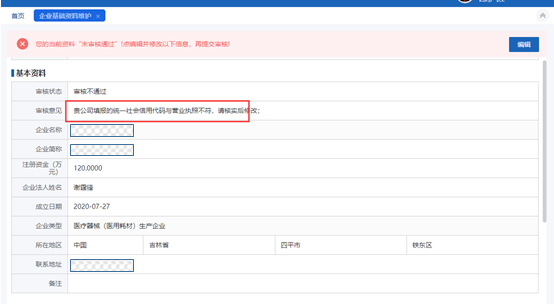 首页 企业基础资料维护 ×
您的当前资料“未审核通过”!点编辑并修改以下信息，再提交审核! 编辑
基本资料
审核状态 审核不通过
审核意见 贵公司填报的统一社会信用代码与营业执照不符，请核实后修改；
企业名称
企业简称
注册资金（万元） 120.0000
企业法人姓名 谢霞锋
成立日期 2020-07-27
企业类型 医疗器械（医用耗材）生产企业
所在地区 中国 吉林省 四平市 铁东区
联系地址
备注